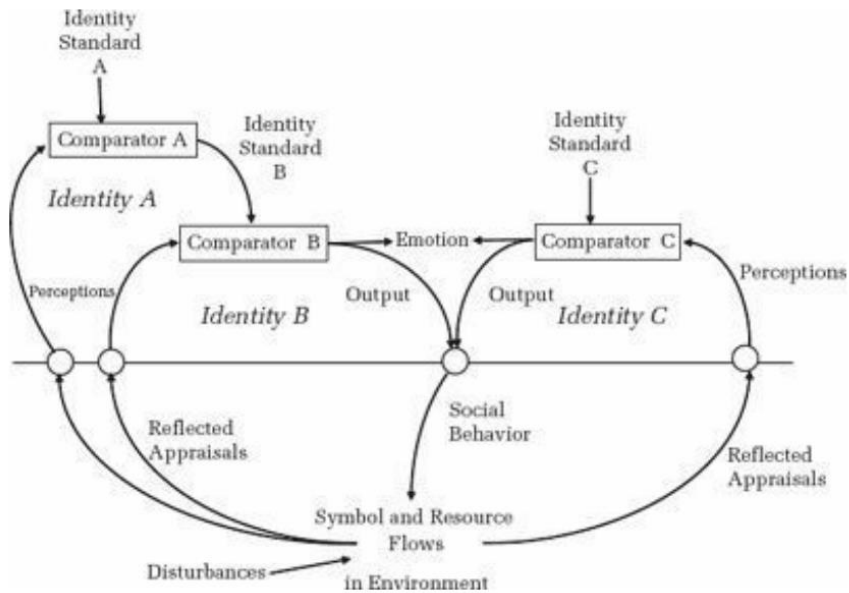 Identity
Standard
A
Comparator A
Identity
Standard
B
Identity
Standard
C
Identity A
Comparator B
Emotion
Comparator C
Perceptions
Perceptions
Output
Output
Identity B
Identity C
Reflected
Appraisals
Social
Behavior
Reflected
Appraisals
Symbol and Resource
Flows
Disturbances
in Environment